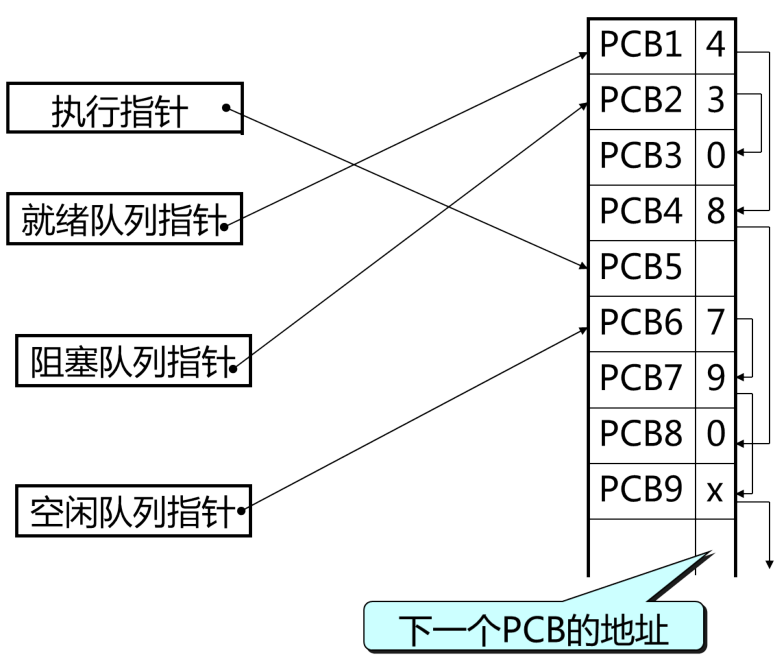 执行指针
就绪队列指针
阻塞队列指针
空闲队列指针
PCB1 4
PCB2 3
PCB3 0
PCB4 8
PCB5
PCB6 7
PCB7 9
PCB8 0
PCB9 x
下一个PCB的地址